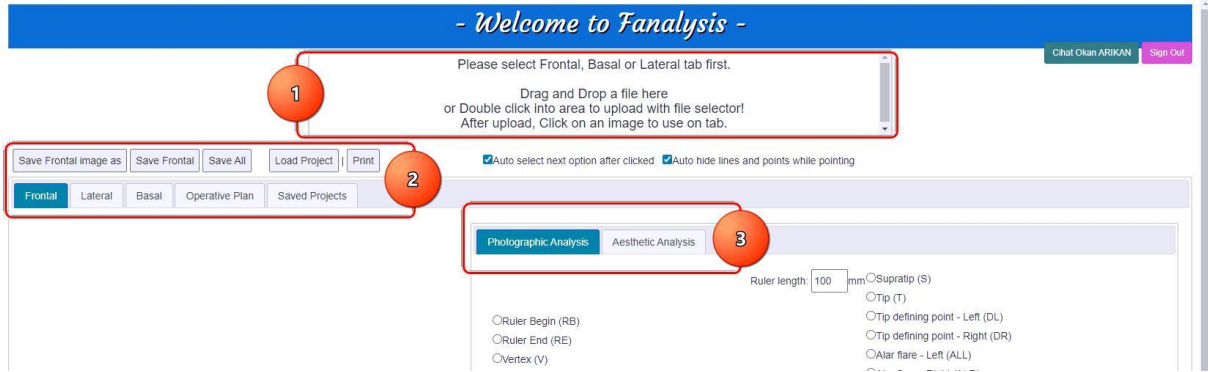 - Welcome to Fanalysis -
Cihat Okan ARIKAN Sign Out
Please select Frontal, Basal or Lateral tab first.
Drag and Drop a file here
or Double click into area to upload with file selector!
After upload, Click on an image to use on tab.
1
Save Frontal image as Save Frontal Save All Load Project | Print
Auto select next option after clicked Auto hide lines and points while pointing
2
Frontal Lateral Basal Operative Plan Saved Projects
Photographic Analysis Aesthetic Analysis
3
Ruler length: 100 mm
Supratip (S)
Tip (T)
Ruler Begin (RB)
Tip defining point - Left (DL)
Ruler End (RE)
Tip defining point - Right (DR)
Vertex (V)
Alar flare - Left (ALL)